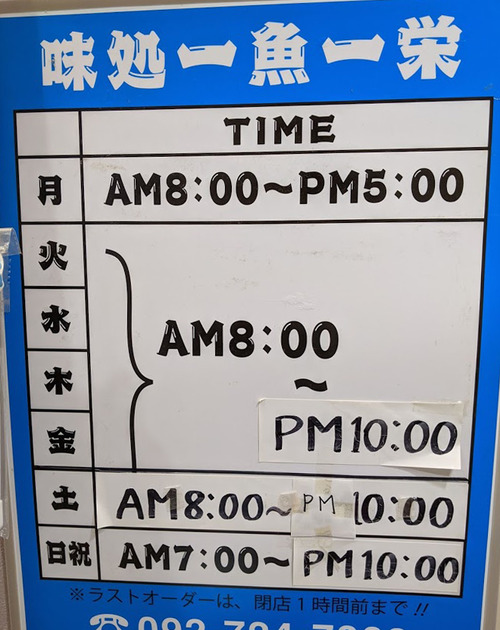 味処一魚一栄
TIME
月 AM8:00～PM5:00
火
水
木
金
AM8:00
～
PM10:00
土 AM8:00～PM10:00
日祝 AM7:00～PM10:00
※ラストオーダーは、閉店1時間前まで!!
☎092-784-